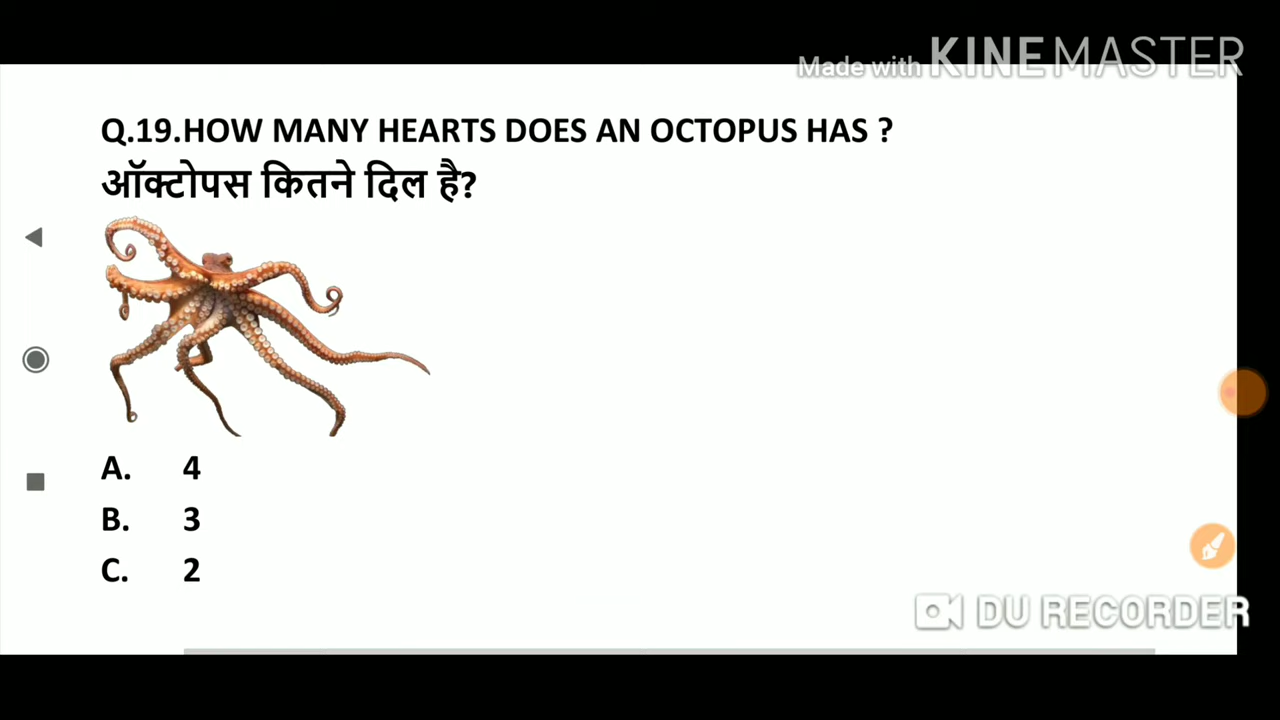 Made with KINEMASTER
Q.19.HOW MANY HEARTS DOES AN OCTOPUS HAS ?
ऑक्टोपस कितने दिल है?
A. 4
B. 3
C. 2
DU RECORDER